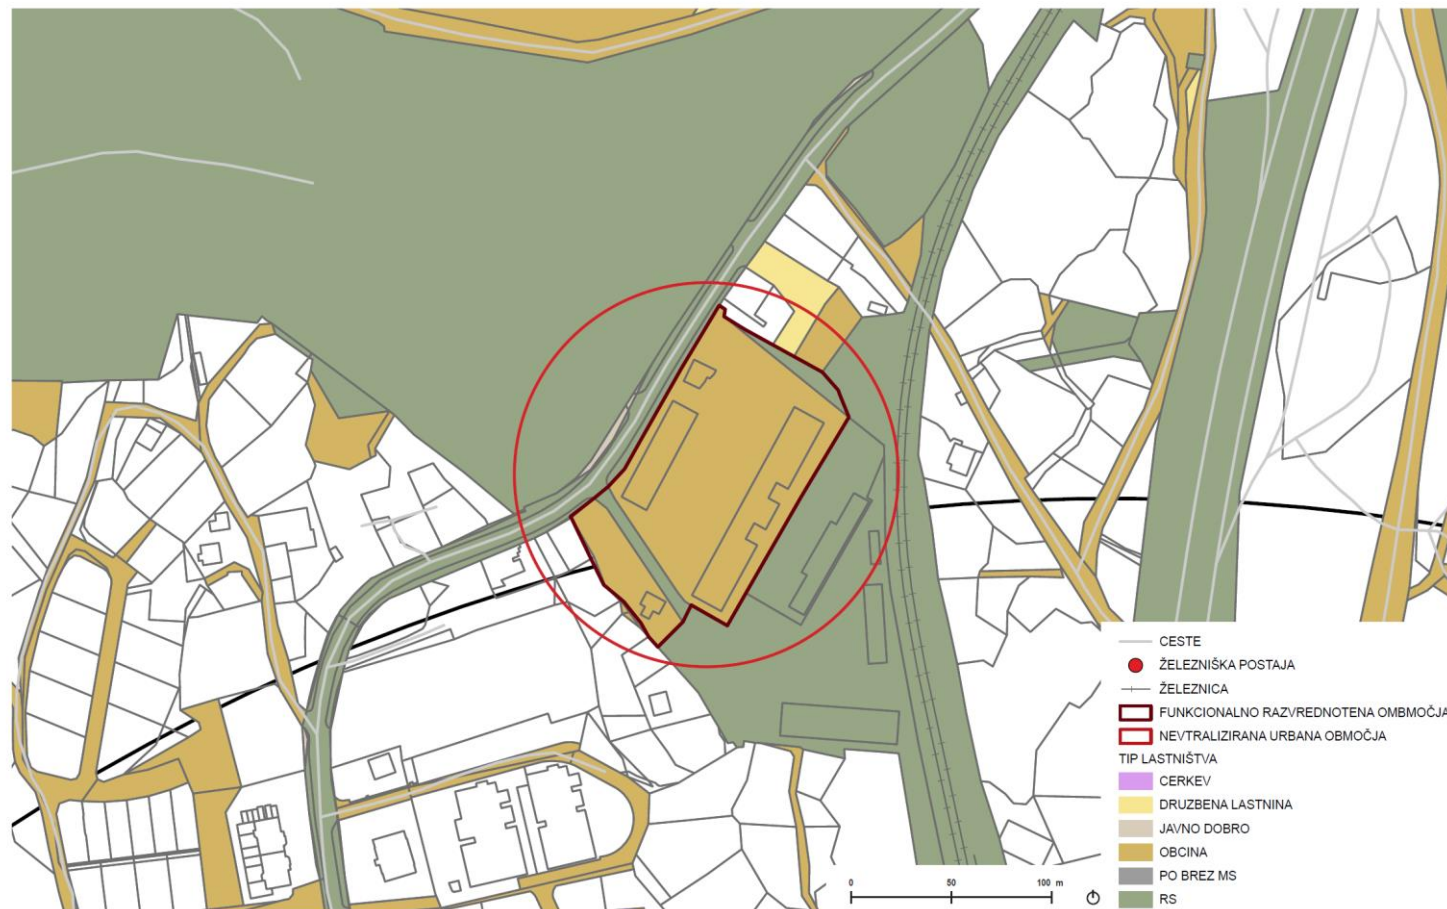 CESTE
ŽELEZNIŠKA POSTAJA
ŽELEZNICA
FUNKCIONALNO RAZVREDNOTENA OMBMOČJA
NEVTRALIZIRANA URBANA OBMOČJA
TIP LASTNIŠTVA
CERKEV
DRUZBENA LASTNINA
JAVNO DOBRO
OBCINA
PO BREZ MS
RS
0 50 100 m